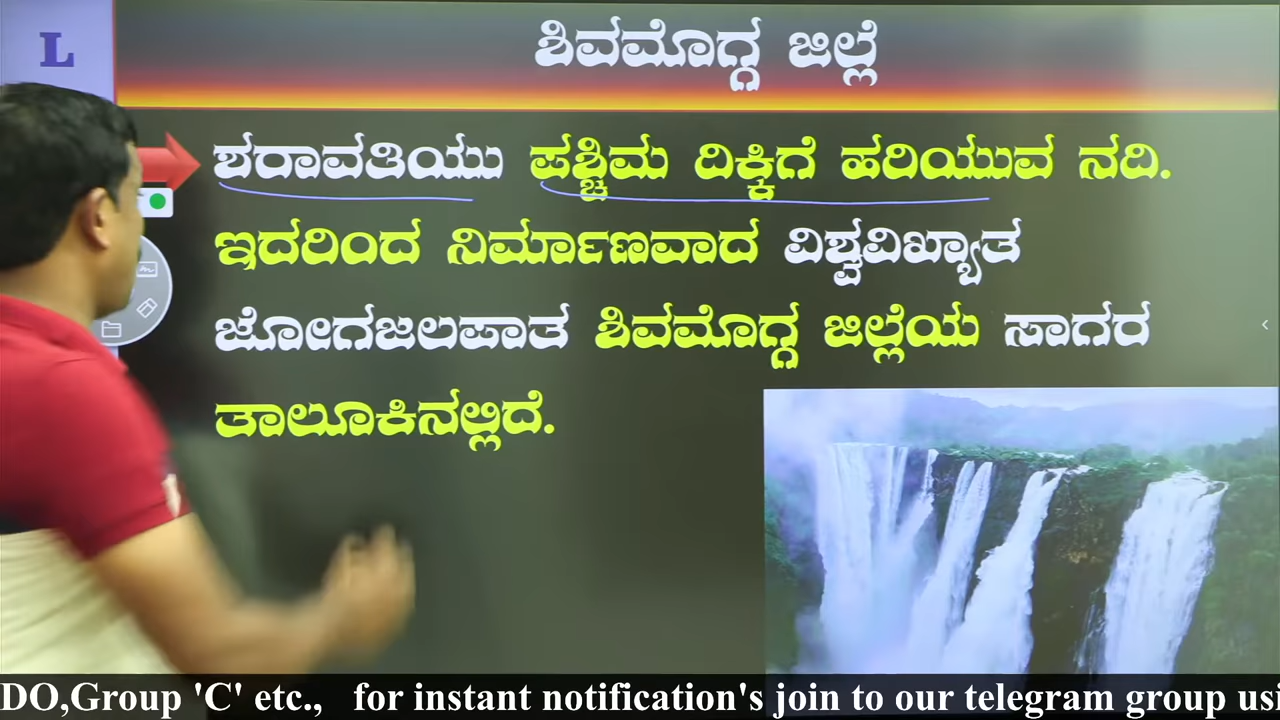 L
ಶಿವಮೊಗ್ಗ ಜಿಲ್ಲೆ
ಶರಾವತಿಯು ಪಶ್ಚಿಮ ದಿಕ್ಕಿಗೆ ಹರಿಯುವ ನದಿ.
ಇದರಿಂದ ನಿರ್ಮಾಣವಾದ ವಿಶ್ವವಿಖ್ಯಾತ
ಜೋಗಜಲಪಾತ ಶಿವಮೊಗ್ಗ ಜಿಲ್ಲೆಯ ಸಾಗರ
ತಾಲೂಕಿನಲ್ಲಿದೆ.
DO,Group 'C' etc., for instant notification's join to our telegram group usi